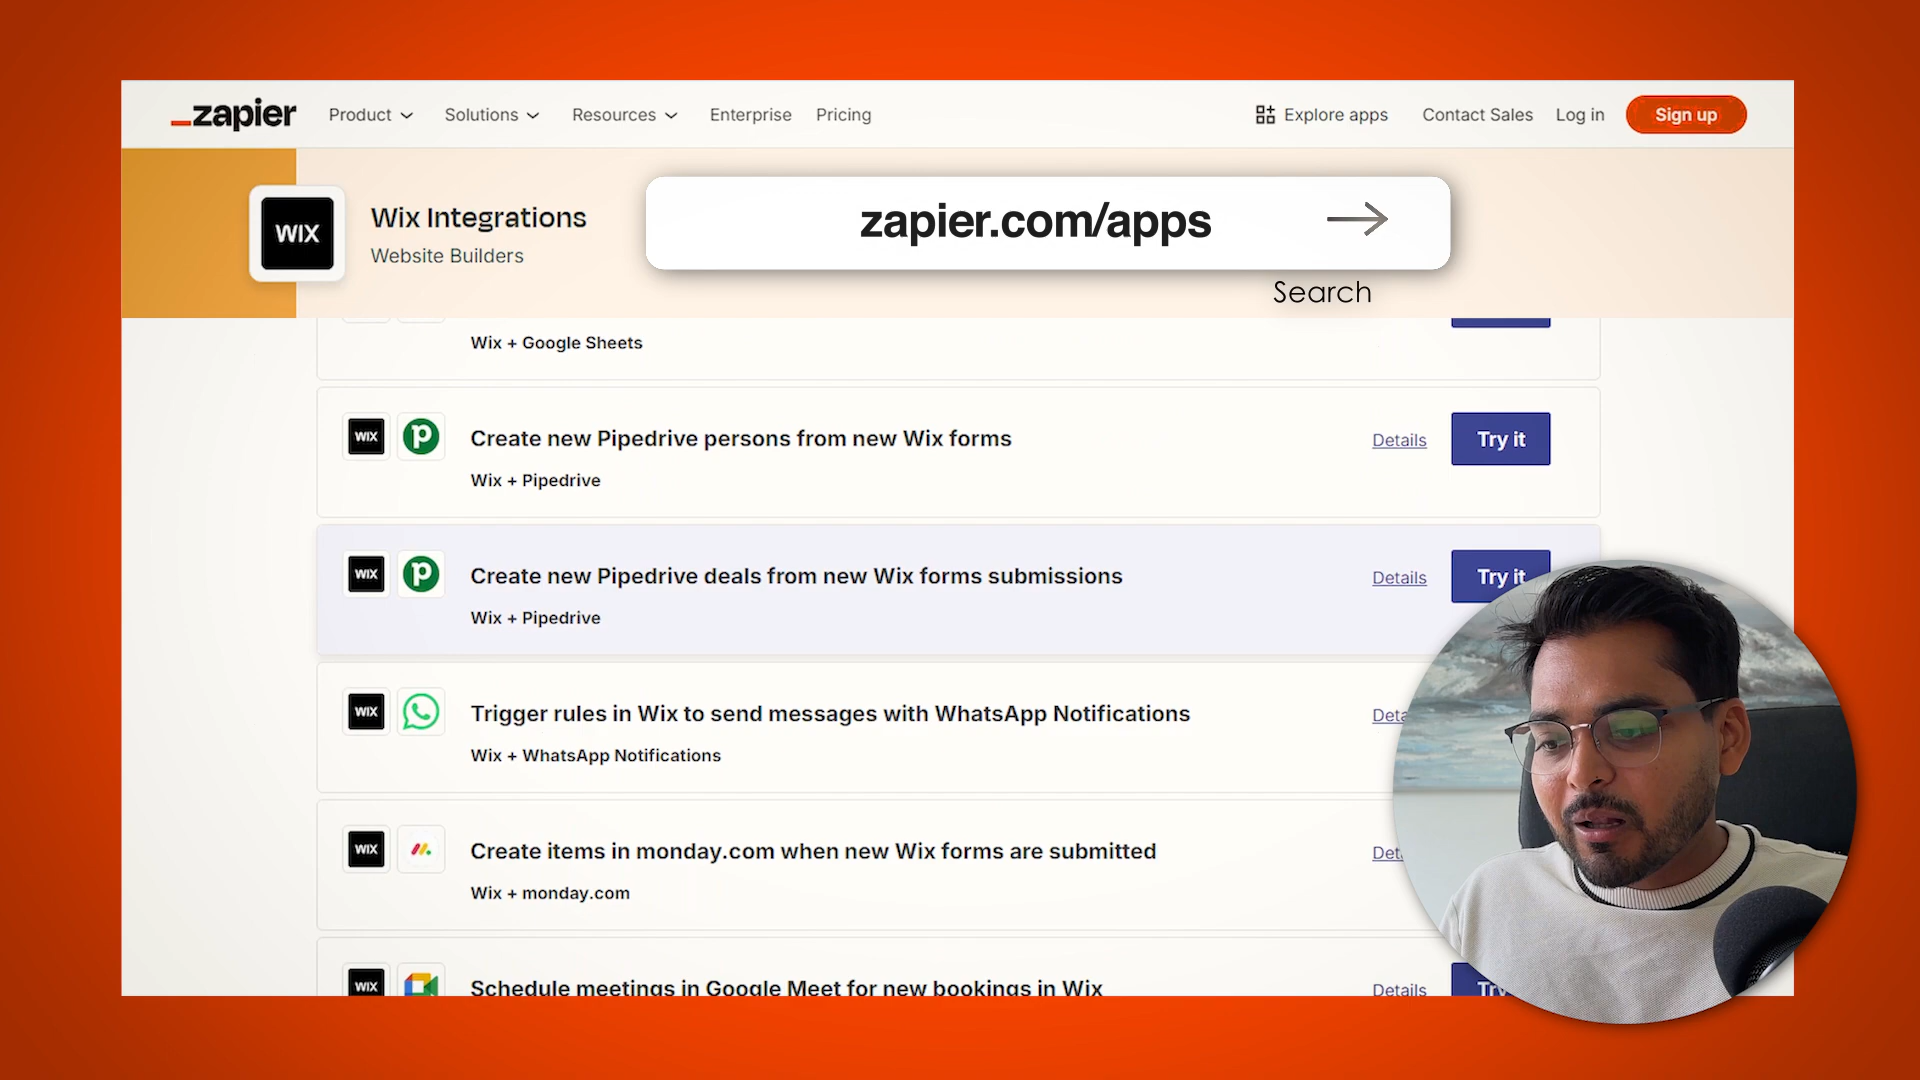 zapier
Product
Solutions
Resources
Enterprise
Pricing
Explore apps
Contact Sales
Log in
Sign up
WIX
Wix Integrations
Website Builders
zapier.com/apps
Search
Wix + Google Sheets
WIX
Create new Pipedrive persons from new Wix forms
Wix + Pipedrive
Details
Try it
WIX
Create new Pipedrive deals from new Wix forms submissions
Wix + Pipedrive
Details
Try it
WIX
Trigger rules in Wix to send messages with WhatsApp Notifications
Wix + WhatsApp Notifications
WIX
Create items in monday.com when new Wix forms are submitted
Wix + monday.com
WIX
Schedule meetings in Google Meet for new bookings in Wix
Details